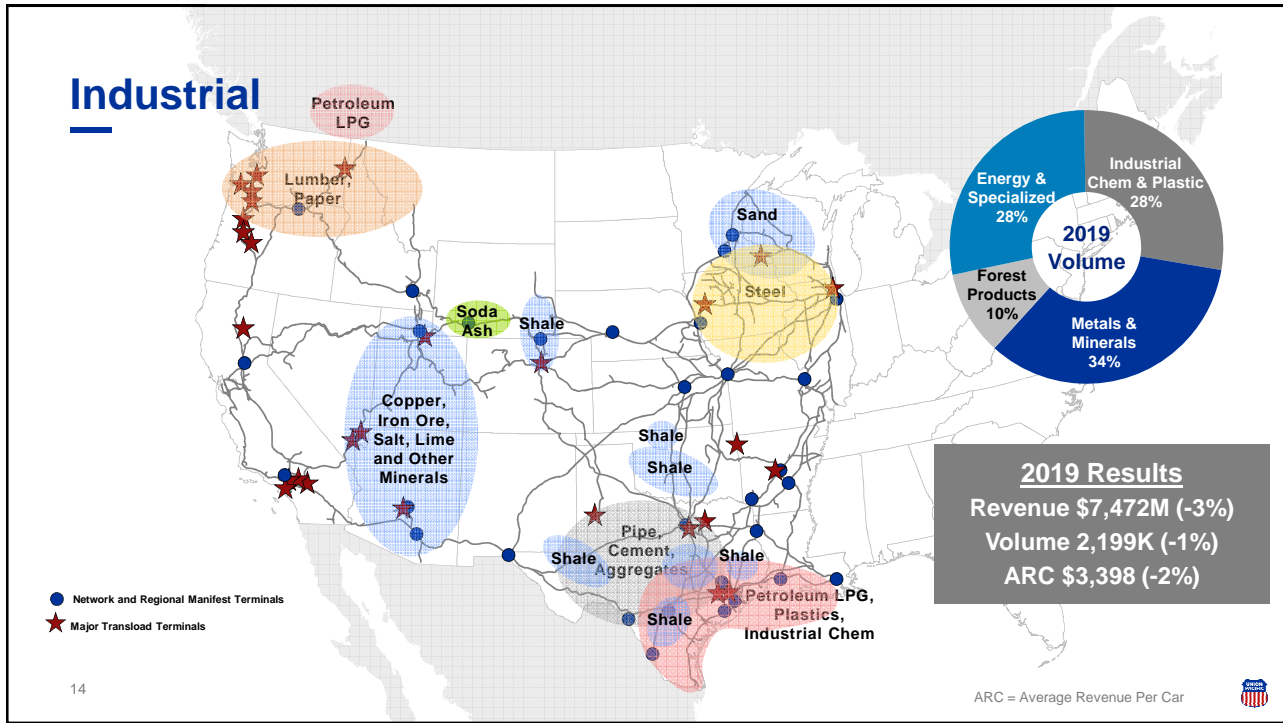 Industrial
Petroleum
LPG
Lumber,
Paper
Sand
Steel
Soda
Ash
Shale
Copper,
Iron Ore,
Salt, Lime
and Other
Minerals
Shale
Shale
Pipe,
Cement,
Aggregates
Shale
Shale
Shale
Petroleum LPG,
Plastics,
Industrial Chem
Energy &
Specialized
28%
Industrial
Chem & Plastic
28%
2019
Volume
Forest
Products
10%
Metals &
Minerals
34%
2019 Results
Revenue $7,472M (-3%)
Volume 2,199K (-1%)
ARC $3,398 (-2%)
Network and Regional Manifest Terminals
Major Transload Terminals
14
ARC = Average Revenue Per Car
UNION
PACIFIC